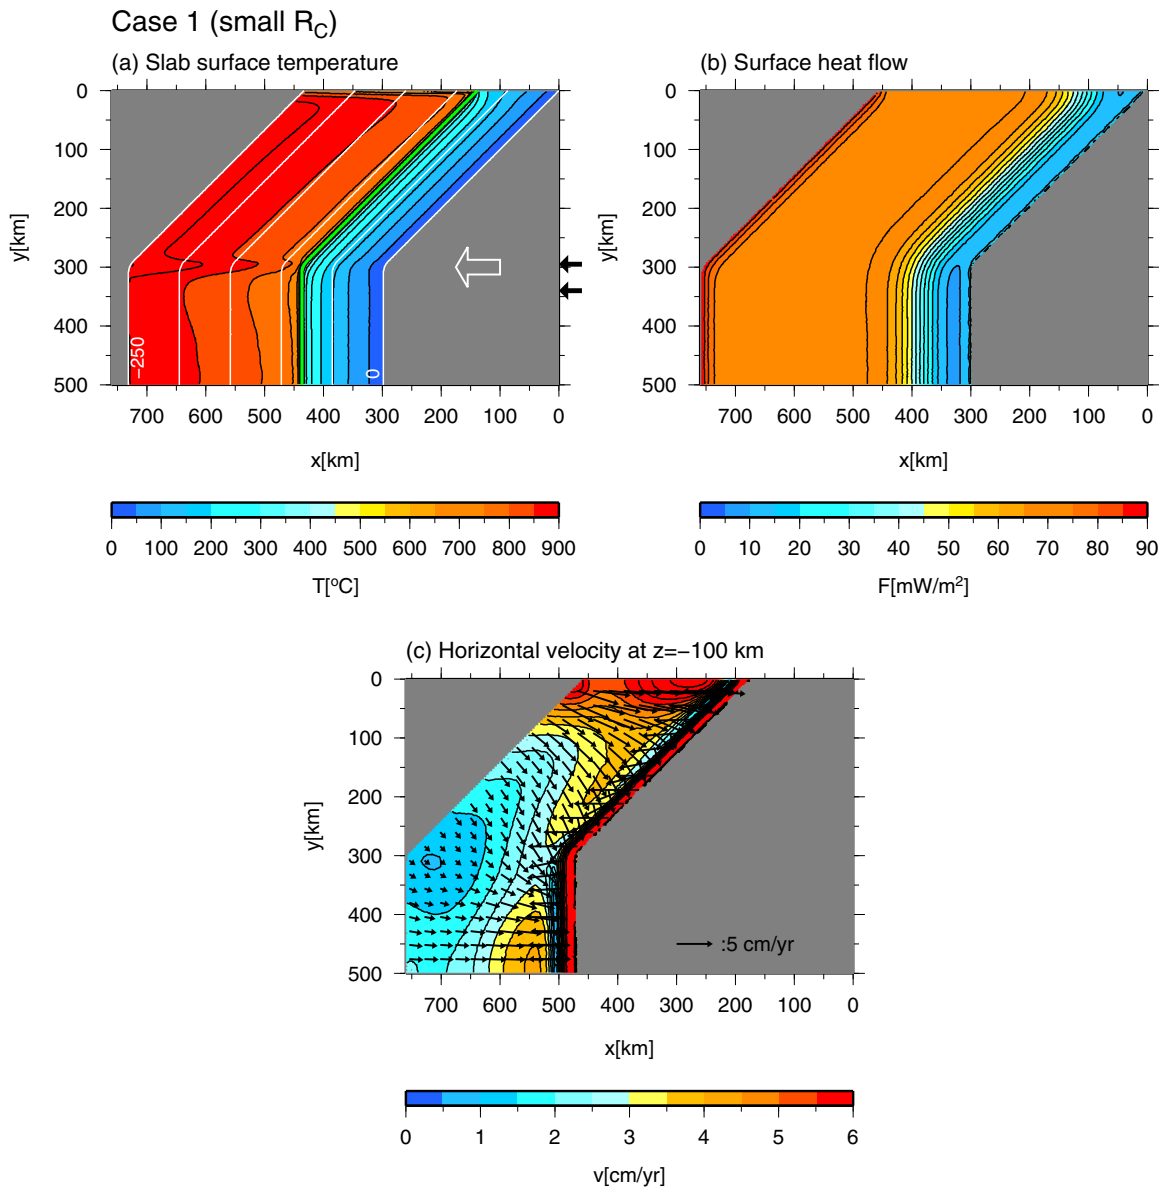 Case 1 (small R_C)
(a) Slab surface temperature
0
100
200
300
400
500
y[km]
−250
0
700 600 500 400 300 200 100 0
x[km]
0 100 200 300 400 500 600 700 800 900
T[°C]
(b) Surface heat flow
0
100
200
300
400
500
y[km]
700 600 500 400 300 200 100 0
x[km]
0 10 20 30 40 50 60 70 80 90
F[mW/m²]
(c) Horizontal velocity at z=−100 km
0
100
200
300
400
500
y[km]
:5 cm/yr
700 600 500 400 300 200 100 0
x[km]
0 1 2 3 4 5 6
v[cm/yr]